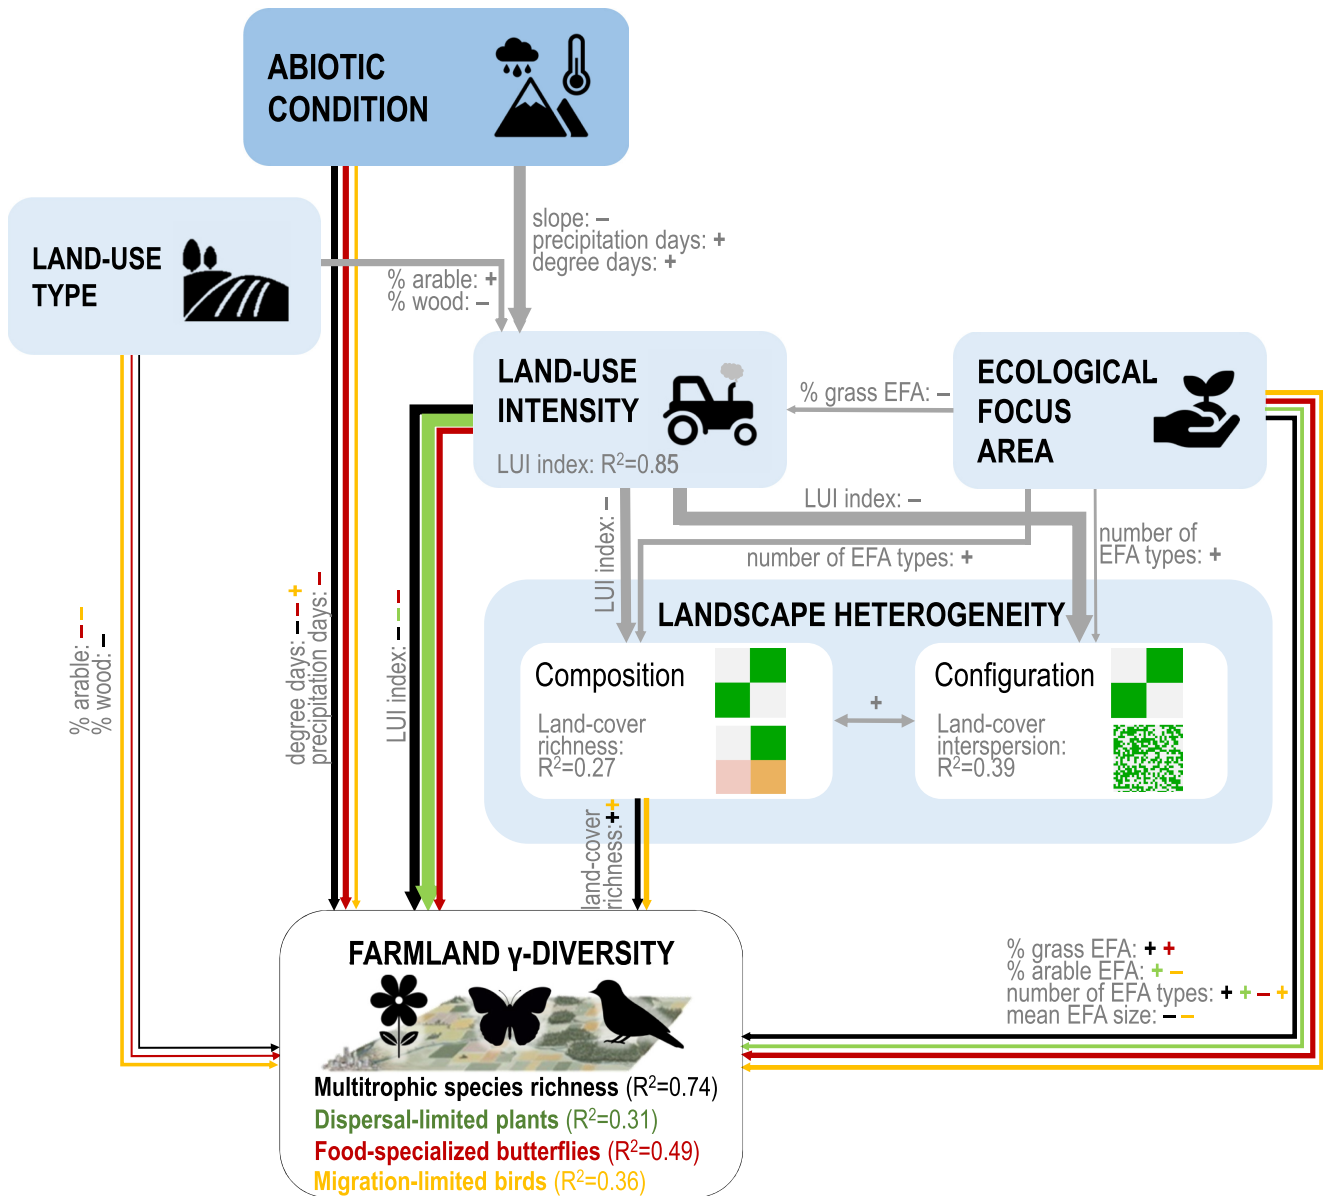 ABIOTIC
CONDITION
LAND-USE
TYPE
slope: –
precipitation days: +
degree days: +
% arable: +
% wood: –
LAND-USE
INTENSITY
LUI index: R²=0.85
% grass EFA: –
ECOLOGICAL
FOCUS
AREA
LUI index: –
LUI index: –
number of EFA types: +
number of
EFA types: +
LANDSCAPE HETEROGENEITY
Composition
Land-cover
richness:
R²=0.27
+
Configuration
Land-cover
interspersion:
R²=0.39
% arable: – –
% wood: –
degree days: – – +
precipitation days: –
LUI index: – – –
land-cover
richness: + +
FARMLAND γ-DIVERSITY
Multitrophic species richness (R²=0.74)
Dispersal-limited plants (R²=0.31)
Food-specialized butterflies (R²=0.49)
Migration-limited birds (R²=0.36)
% grass EFA: + +
% arable EFA: + –
number of EFA types: + + – +
mean EFA size: – –